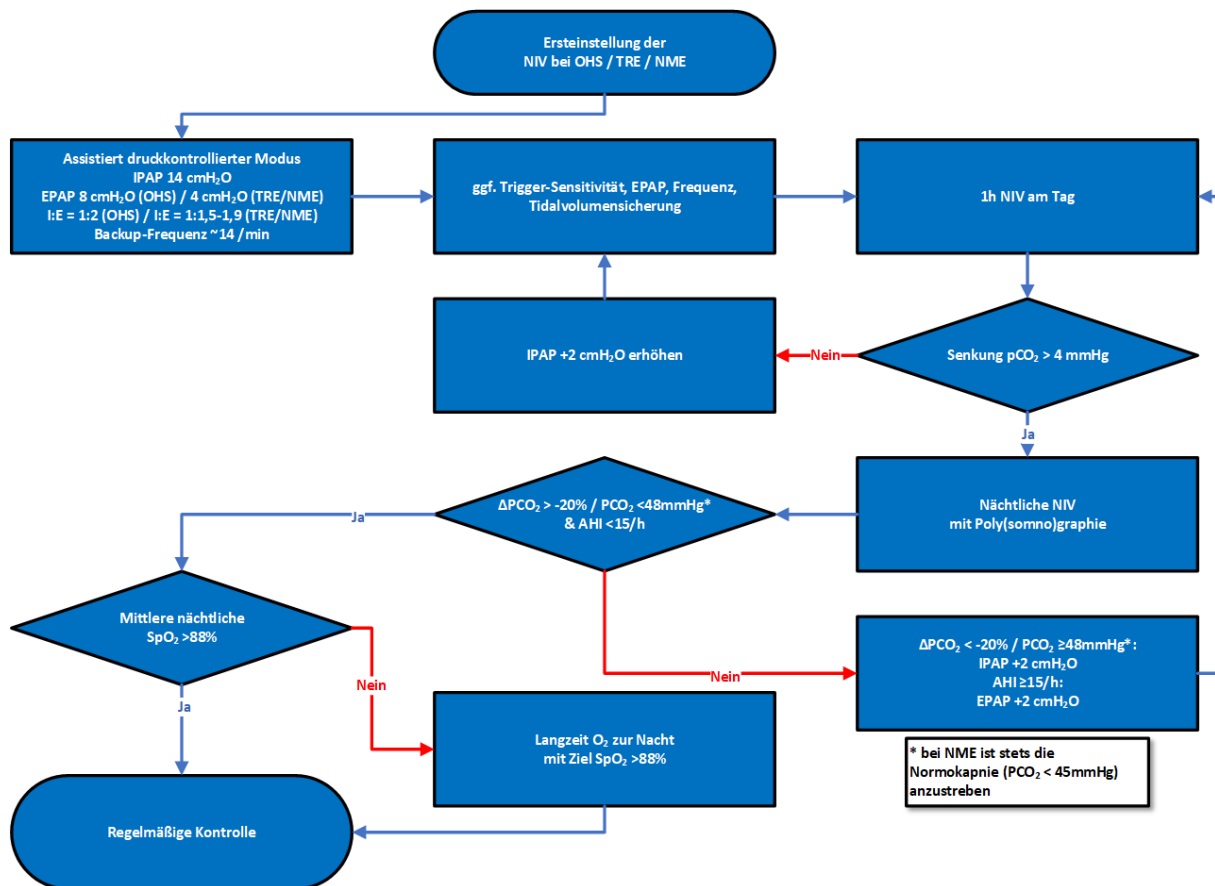 Ersteinstellung der
NIV bei OHS / TRE / NME
Assistiert druckkontrollierter Modus
IPAP 14 cmH₂O
EPAP 8 cmH₂O (OHS) / 4 cmH₂O (TRE/NME)
I:E = 1:2 (OHS) / I:E = 1:1,5-1,9 (TRE/NME)
Backup-Frequenz ~14 /min
ggf. Trigger-Sensitivität, EPAP, Frequenz,
Tidalvolumensicherung
1h NIV am Tag
IPAP +2 cmH₂O erhöhen
Nein
Senkung pCO₂ > 4 mmHg
Ja
Nächtliche NIV
mit Poly(somno)graphie
ΔPCO₂ > -20% / PCO₂ <48mmHg*
& AHI <15/h
Ja
Mittlere nächtliche
SpO₂ >88%
Nein
Nein
ΔPCO₂ < -20% / PCO₂ ≥48mmHg*:
IPAP +2 cmH₂O
AHI ≥15/h:
EPAP +2 cmH₂O
Ja
Langzeit O₂ zur Nacht
mit Ziel SpO₂ >88%
* bei NME ist stets die
Normokapnie (PCO₂ < 45mmHg)
anzustreben
Regelmäßige Kontrolle